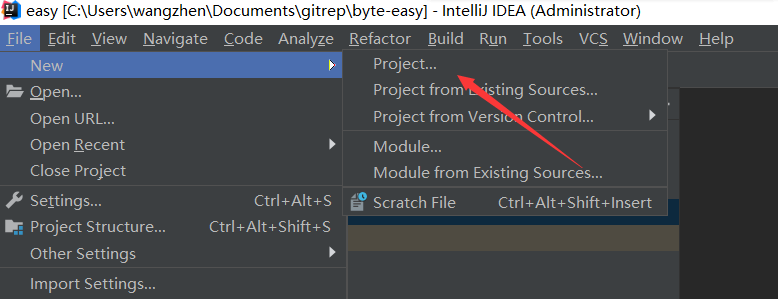 easy [C:\Users\wangzhen\Documents\gitrep\byte-easy] - IntelliJ IDEA (Administrator)
File Edit View Navigate Code Analyze Refactor Build Run Tools VCS Window Help
New
Open...
Open URL...
Open Recent
Close Project
Settings... Ctrl+Alt+S
Project Structure... Ctrl+Alt+Shift+S
Other Settings
Import Settings...
Project...
Project from Existing Sources...
Project from Version Control...
Module...
Module from Existing Sources...
Scratch File Ctrl+Alt+Shift+Insert